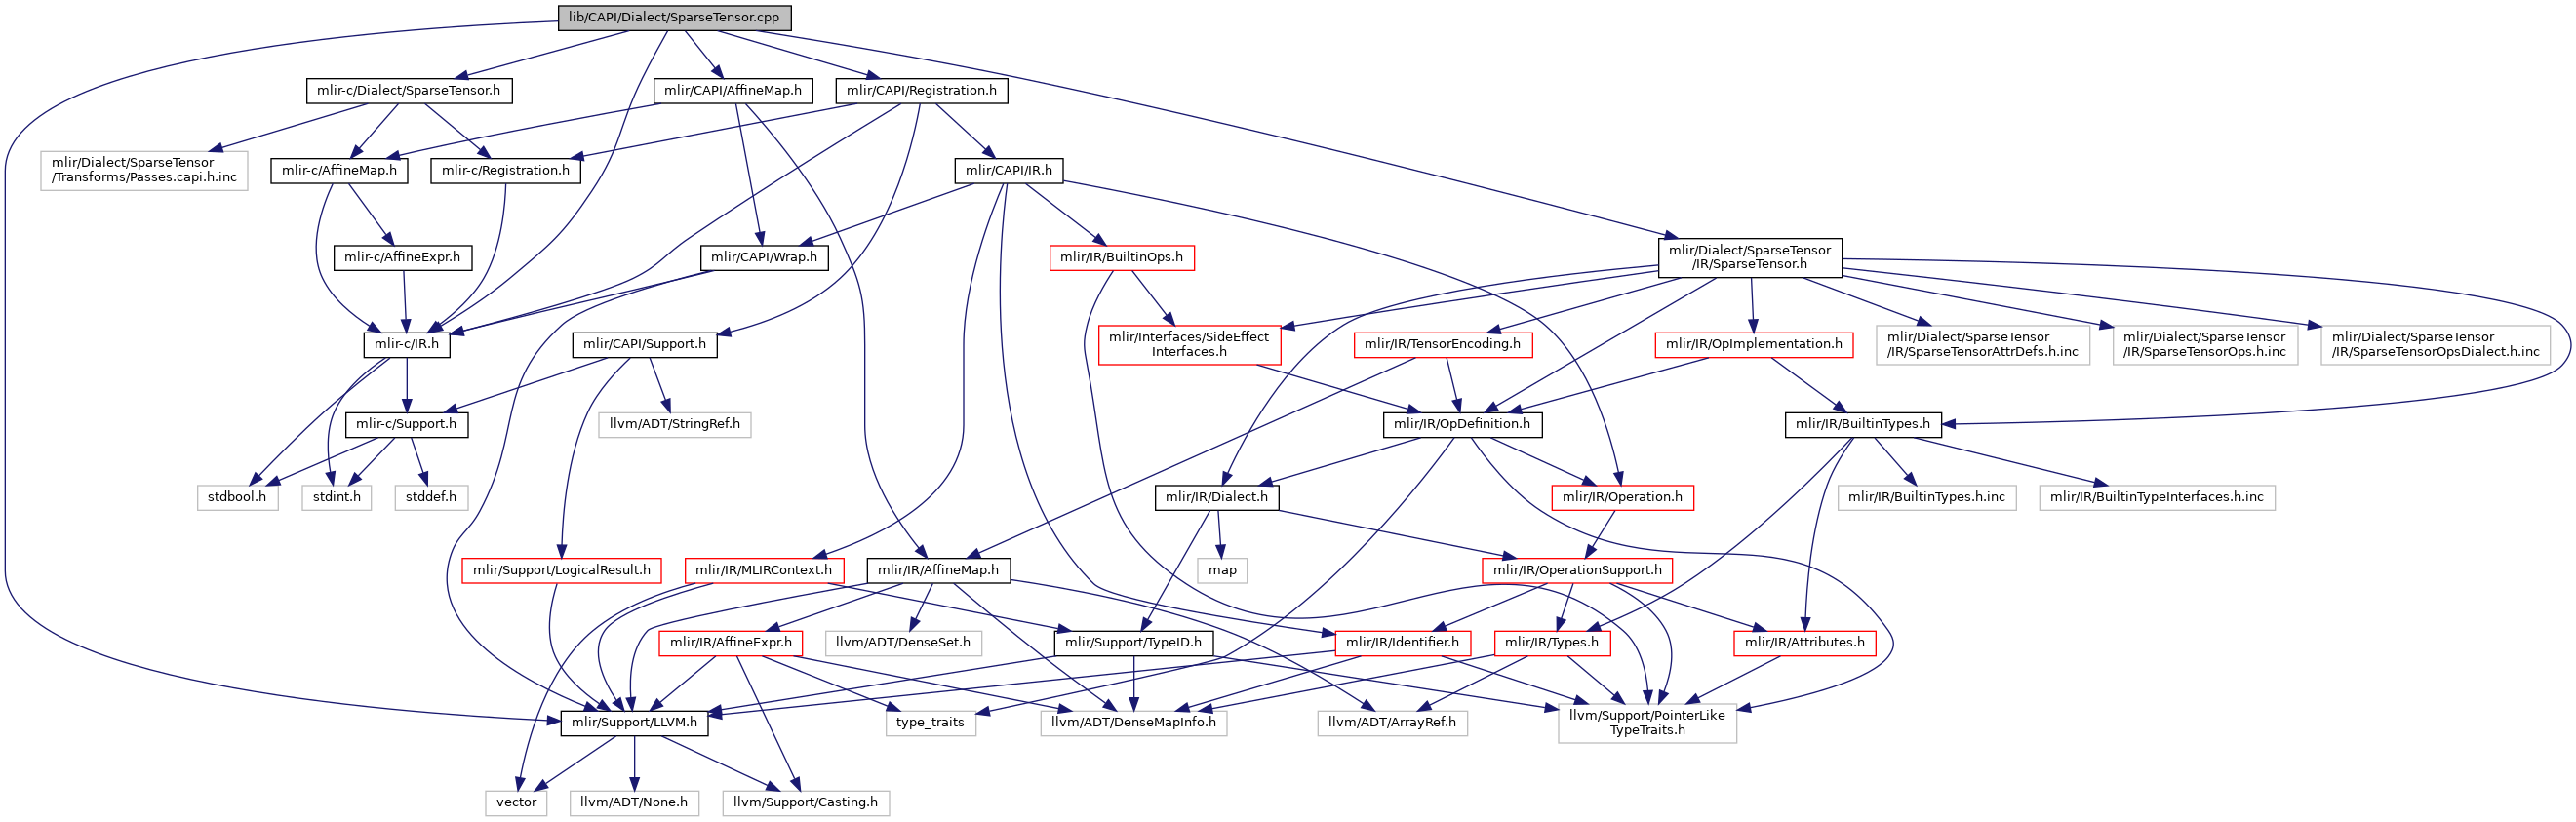 lib/CAPI/Dialect/SparseTensor.cpp
mlir-c/Dialect/SparseTensor.h
mlir/CAPI/AffineMap.h
mlir/CAPI/Registration.h
mlir/Dialect/SparseTensor
/Transforms/Passes.capi.h.inc
mlir-c/AffineMap.h
mlir-c/Registration.h
mlir/CAPI/IR.h
mlir-c/AffineExpr.h
mlir/CAPI/Wrap.h
mlir/IR/BuiltinOps.h
mlir/Dialect/SparseTensor
/IR/SparseTensor.h
mlir-c/IR.h
mlir/CAPI/Support.h
mlir/Interfaces/SideEffect
Interfaces.h
mlir/IR/TensorEncoding.h
mlir/IR/OpImplementation.h
mlir/Dialect/SparseTensor
/IR/SparseTensorAttrDefs.h.inc
mlir/Dialect/SparseTensor
/IR/SparseTensorOps.h.inc
mlir/Dialect/SparseTensor
/IR/SparseTensorOpsDialect.h.inc
mlir-c/Support.h
llvm/ADT/StringRef.h
mlir/IR/OpDefinition.h
mlir/IR/BuiltinTypes.h
stdbool.h
stdint.h
stddef.h
mlir/IR/Dialect.h
mlir/IR/Operation.h
mlir/IR/BuiltinTypes.h.inc
mlir/IR/BuiltinTypeInterfaces.h.inc
mlir/Support/LogicalResult.h
mlir/IR/MLIRContext.h
mlir/IR/AffineMap.h
map
mlir/IR/OperationSupport.h
mlir/IR/AffineExpr.h
llvm/ADT/DenseSet.h
mlir/Support/TypeID.h
mlir/IR/Identifier.h
mlir/IR/Types.h
mlir/IR/Attributes.h
mlir/Support/LLVM.h
type_traits
llvm/ADT/DenseMapInfo.h
llvm/ADT/ArrayRef.h
llvm/Support/PointerLike
TypeTraits.h
vector
llvm/ADT/None.h
llvm/Support/Casting.h